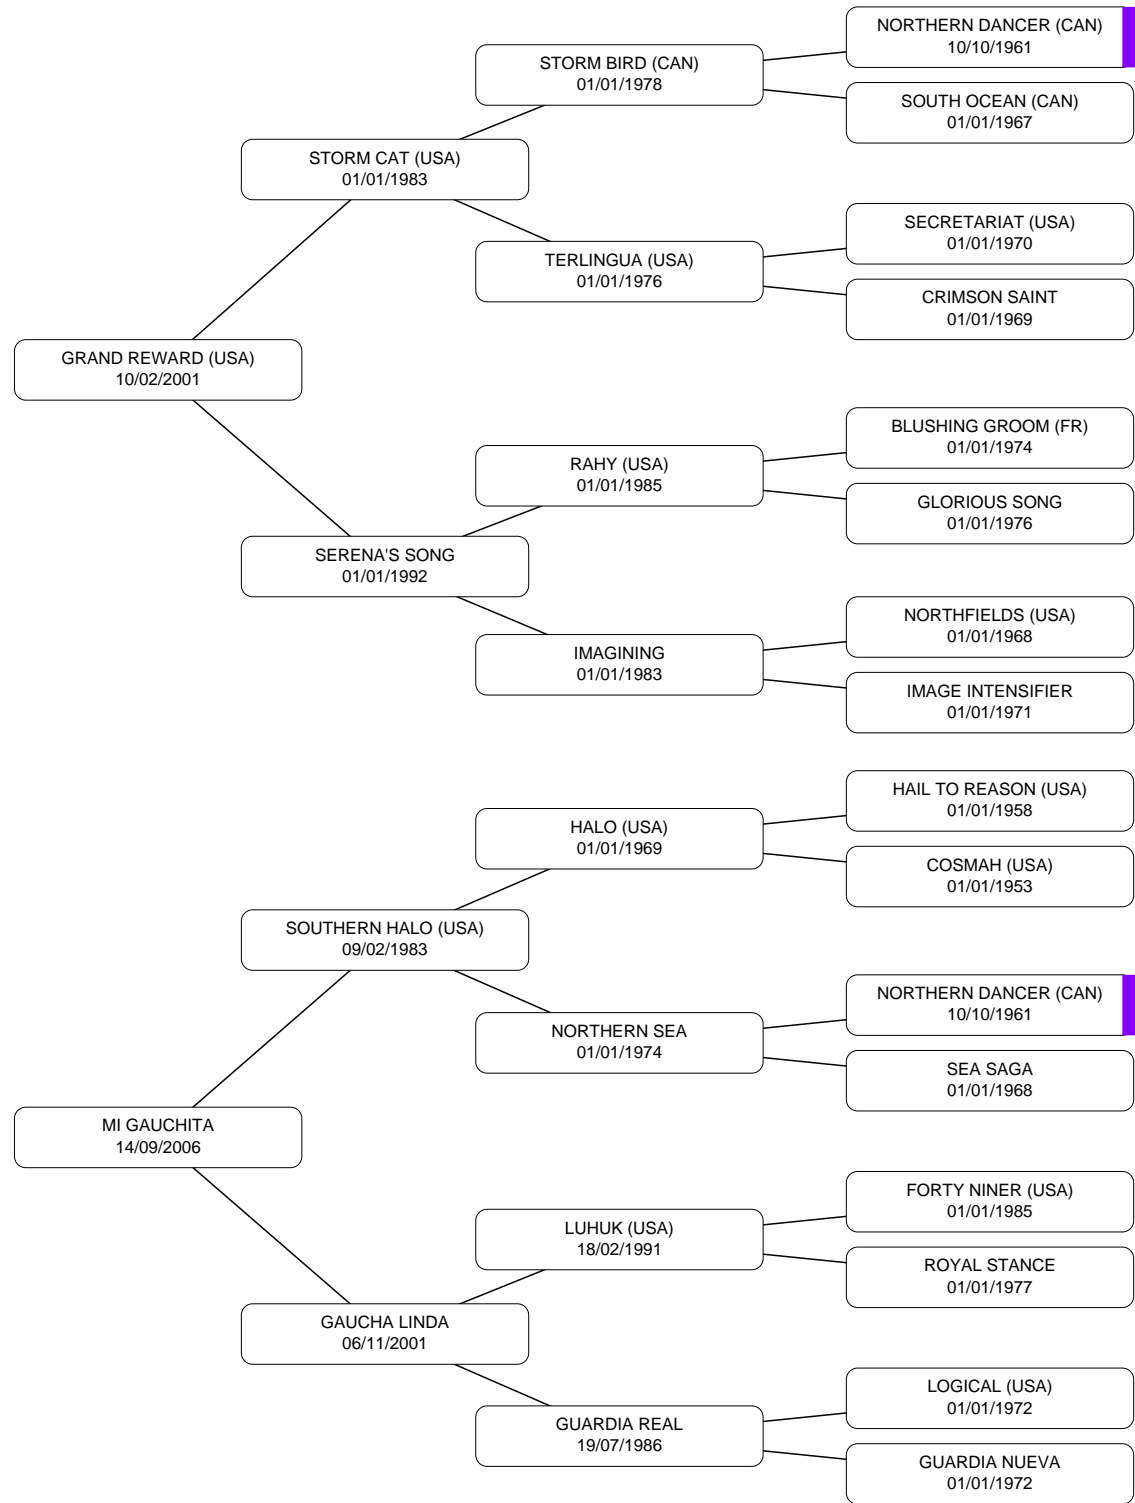 NORTHERN DANCER (CAN)
10/10/1961
STORM BIRD (CAN)
01/01/1978
SOUTH OCEAN (CAN)
01/01/1967
STORM CAT (USA)
01/01/1983
SECRETARIAT (USA)
01/01/1970
TERLINGUA (USA)
01/01/1976
CRIMSON SAINT
01/01/1969
GRAND REWARD (USA)
10/02/2001
BLUSHING GROOM (FR)
01/01/1974
RAHY (USA)
01/01/1985
GLORIOUS SONG
01/01/1976
SERENA'S SONG
01/01/1992
NORTHFIELDS (USA)
01/01/1968
IMAGINING
01/01/1983
IMAGE INTENSIFIER
01/01/1971
HAIL TO REASON (USA)
01/01/1958
HALO (USA)
01/01/1969
COSMAH (USA)
01/01/1953
SOUTHERN HALO (USA)
09/02/1983
NORTHERN DANCER (CAN)
10/10/1961
NORTHERN SEA
01/01/1974
SEA SAGA
01/01/1968
MI GAUCHITA
14/09/2006
FORTY NINER (USA)
01/01/1985
LUHUK (USA)
18/02/1991
ROYAL STANCE
01/01/1977
GAUCHA LINDA
06/11/2001
LOGICAL (USA)
01/01/1972
GUARDIA REAL
19/07/1986
GUARDIA NUEVA
01/01/1972